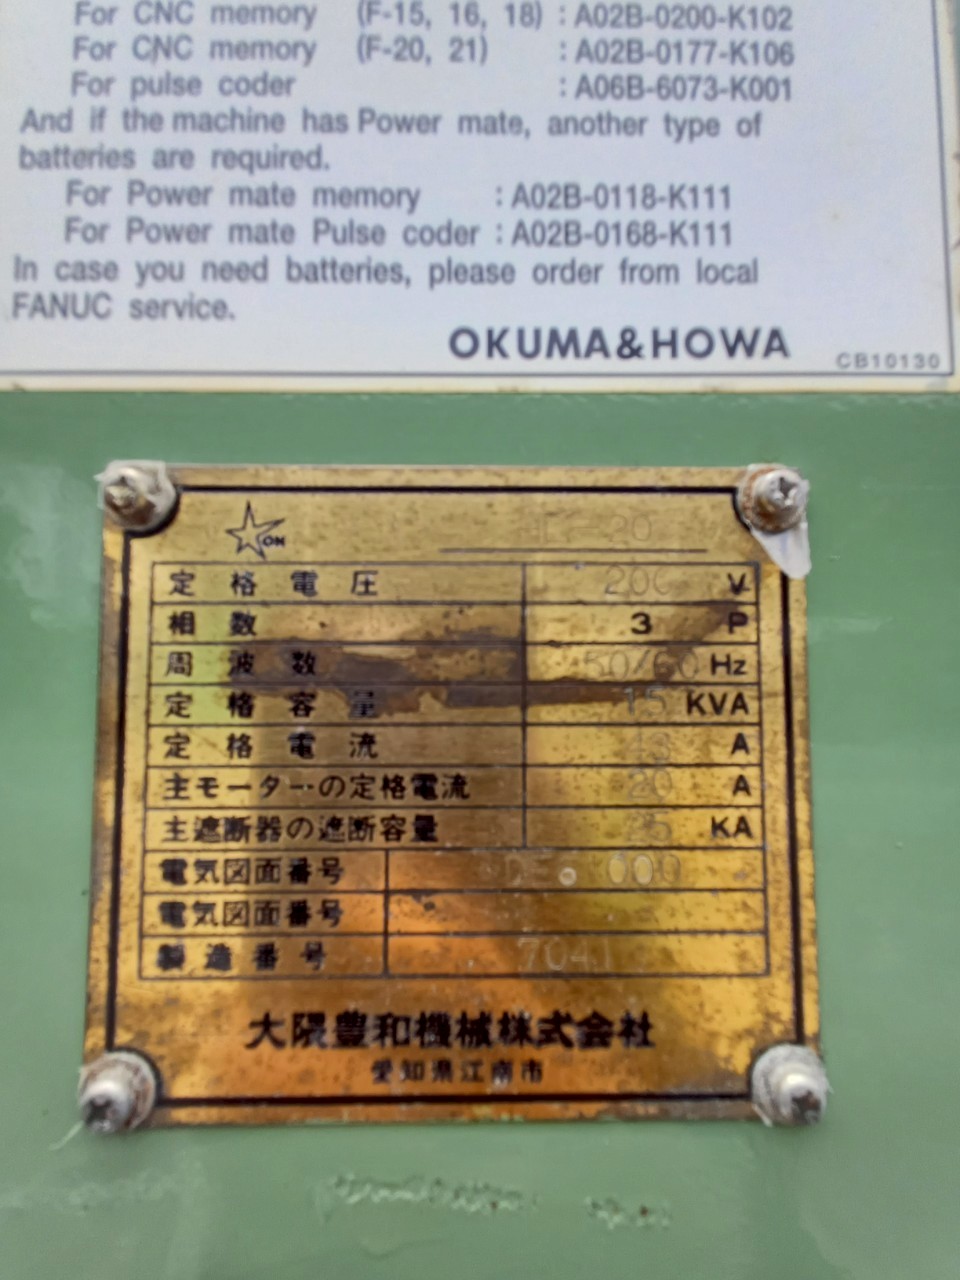 For CNC memory (F-15, 16, 18) : A02B-0200-K102
For CNC memory (F-20, 21) : A02B-0177-K106
For pulse coder : A06B-6073-K001
And if the machine has Power mate, another type of
batteries are required.
For Power mate memory : A02B-0118-K111
For Power mate Pulse coder : A02B-0168-K111
In case you need batteries, please order from local
FANUC service.
OKUMA&HOWA
CB10130
定格電圧 200 V
相数 3 P
周波数 50/60 Hz
定格容量 15 KVA
定格電流 A
主モーターの定格電流 20 A
主遮断器の遮断容量 25 KA
電気図面番号
電気図面番号
製造番号 7041
大隈豊和機械株式会社
愛知県江南市